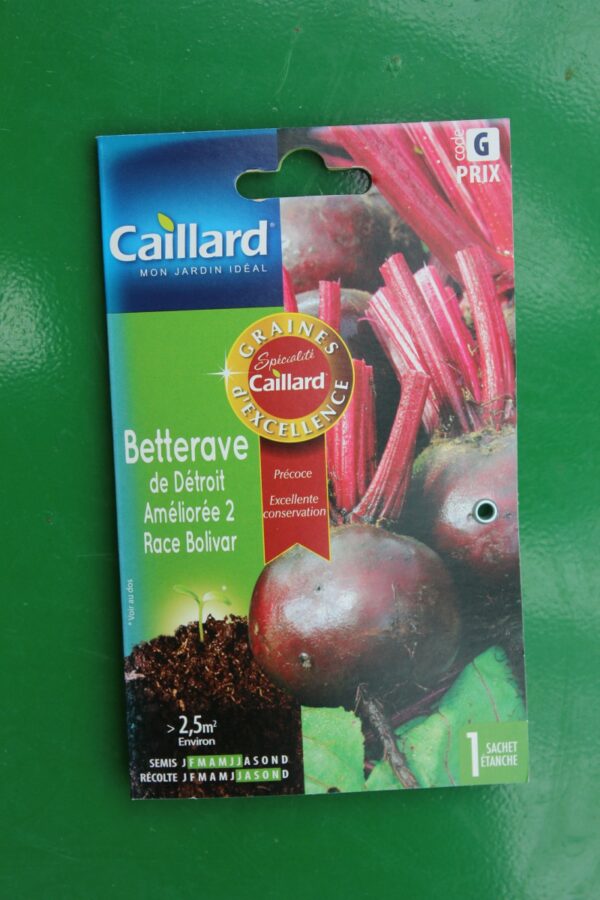 code G
PRIX
Caillard®
MON JARDIN IDÉAL
GRAINES
Spécialité
Caillard
d'EXCELLENCE
Précoce
Excellente
conservation
Betterave
de Détroit
Améliorée 2
Race Bolivar
* Voir au dos
> 2,5m²
Environ
SEMIS J F M A M J J A S O N D
RÉCOLTE J F M A M J J A S O N D
1 SACHET
ÉTANCHE